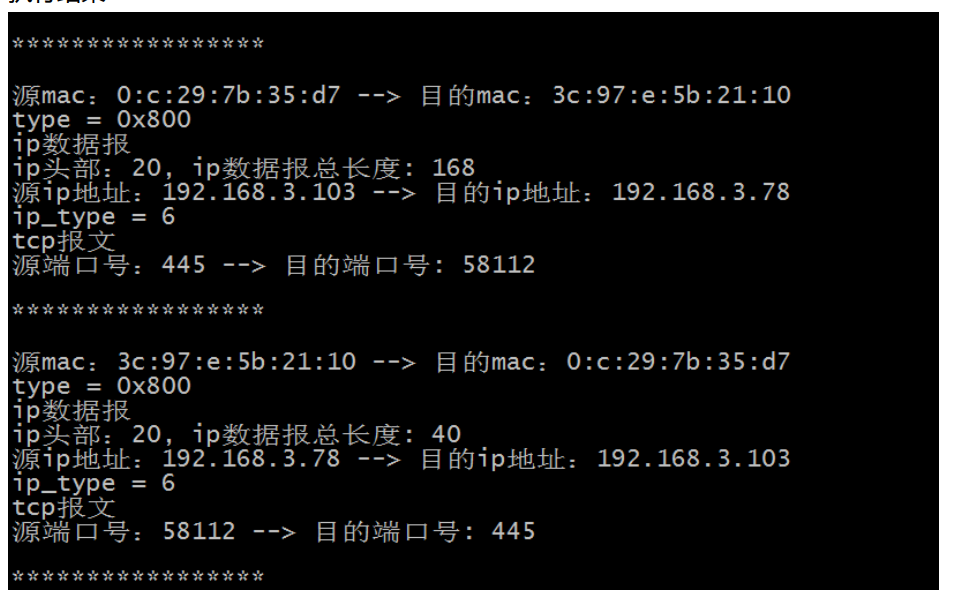 *****************
源mac：0:c:29:7b:35:d7 --> 目的mac：3c:97:e:5b:21:10
type = 0x800
ip数据报
ip头部：20，ip数据报总长度: 168
源ip地址：192.168.3.103 --> 目的ip地址：192.168.3.78
ip_type = 6
tcp报文
源端口号：445 --> 目的端口号: 58112
*****************
源mac：3c:97:e:5b:21:10 --> 目的mac：0:c:29:7b:35:d7
type = 0x800
ip数据报
ip头部：20，ip数据报总长度: 40
源ip地址：192.168.3.78 --> 目的ip地址：192.168.3.103
ip_type = 6
tcp报文
源端口号：58112 --> 目的端口号: 445
*****************